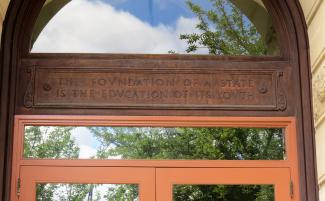 THE FOUNDATION OF A STATE
IS THE EDUCATION OF ITS YOUTH